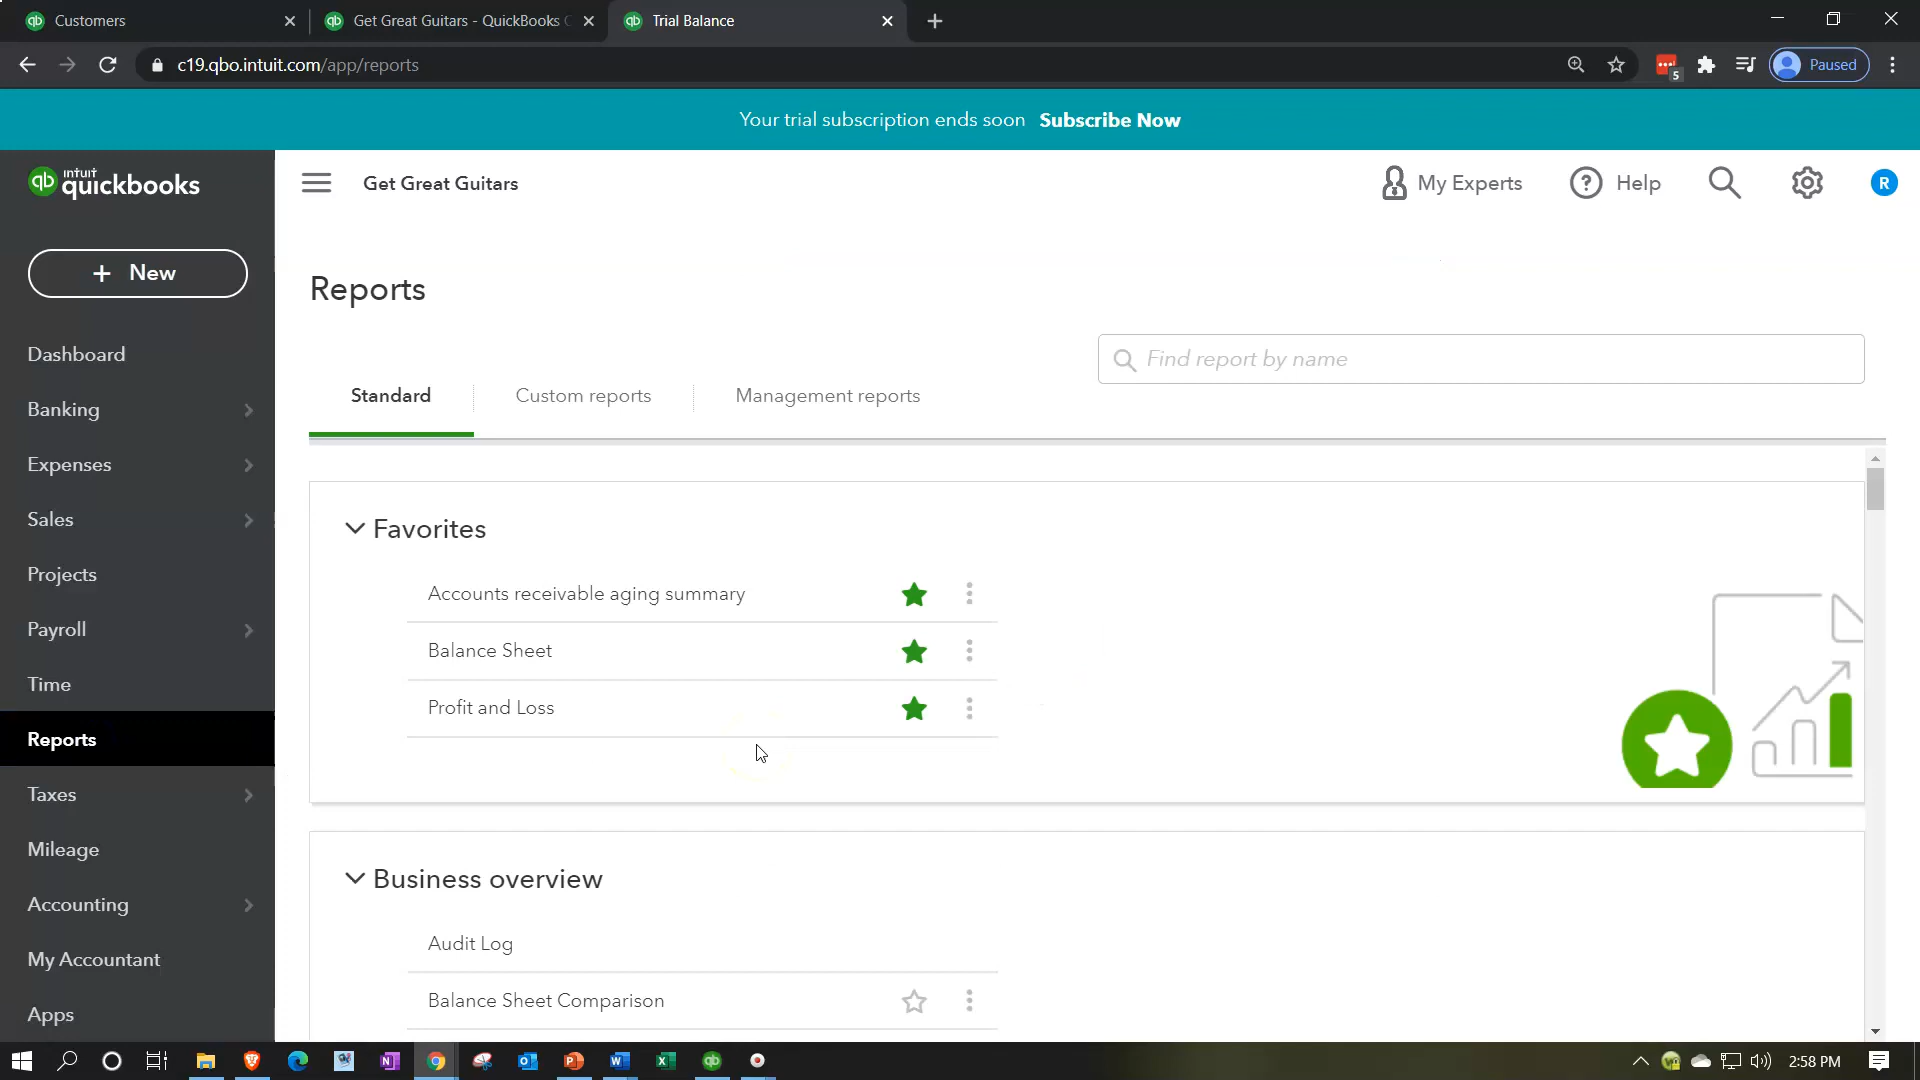 Customers
Get Great Guitars - QuickBooks
Trial Balance
c19.qbo.intuit.com/app/reports
5
Paused
Your trial subscription ends soon Subscribe Now
qb intuit quickbooks
Get Great Guitars
My Experts
Help
R
+ New
Reports
Find report by name
Standard
Custom reports
Management reports
Dashboard
Banking
Expenses
Sales
Projects
Payroll
Time
Reports
Taxes
Mileage
Accounting
My Accountant
Apps
Favorites
Accounts receivable aging summary
Balance Sheet
Profit and Loss
Business overview
Audit Log
Balance Sheet Comparison
2:58 PM